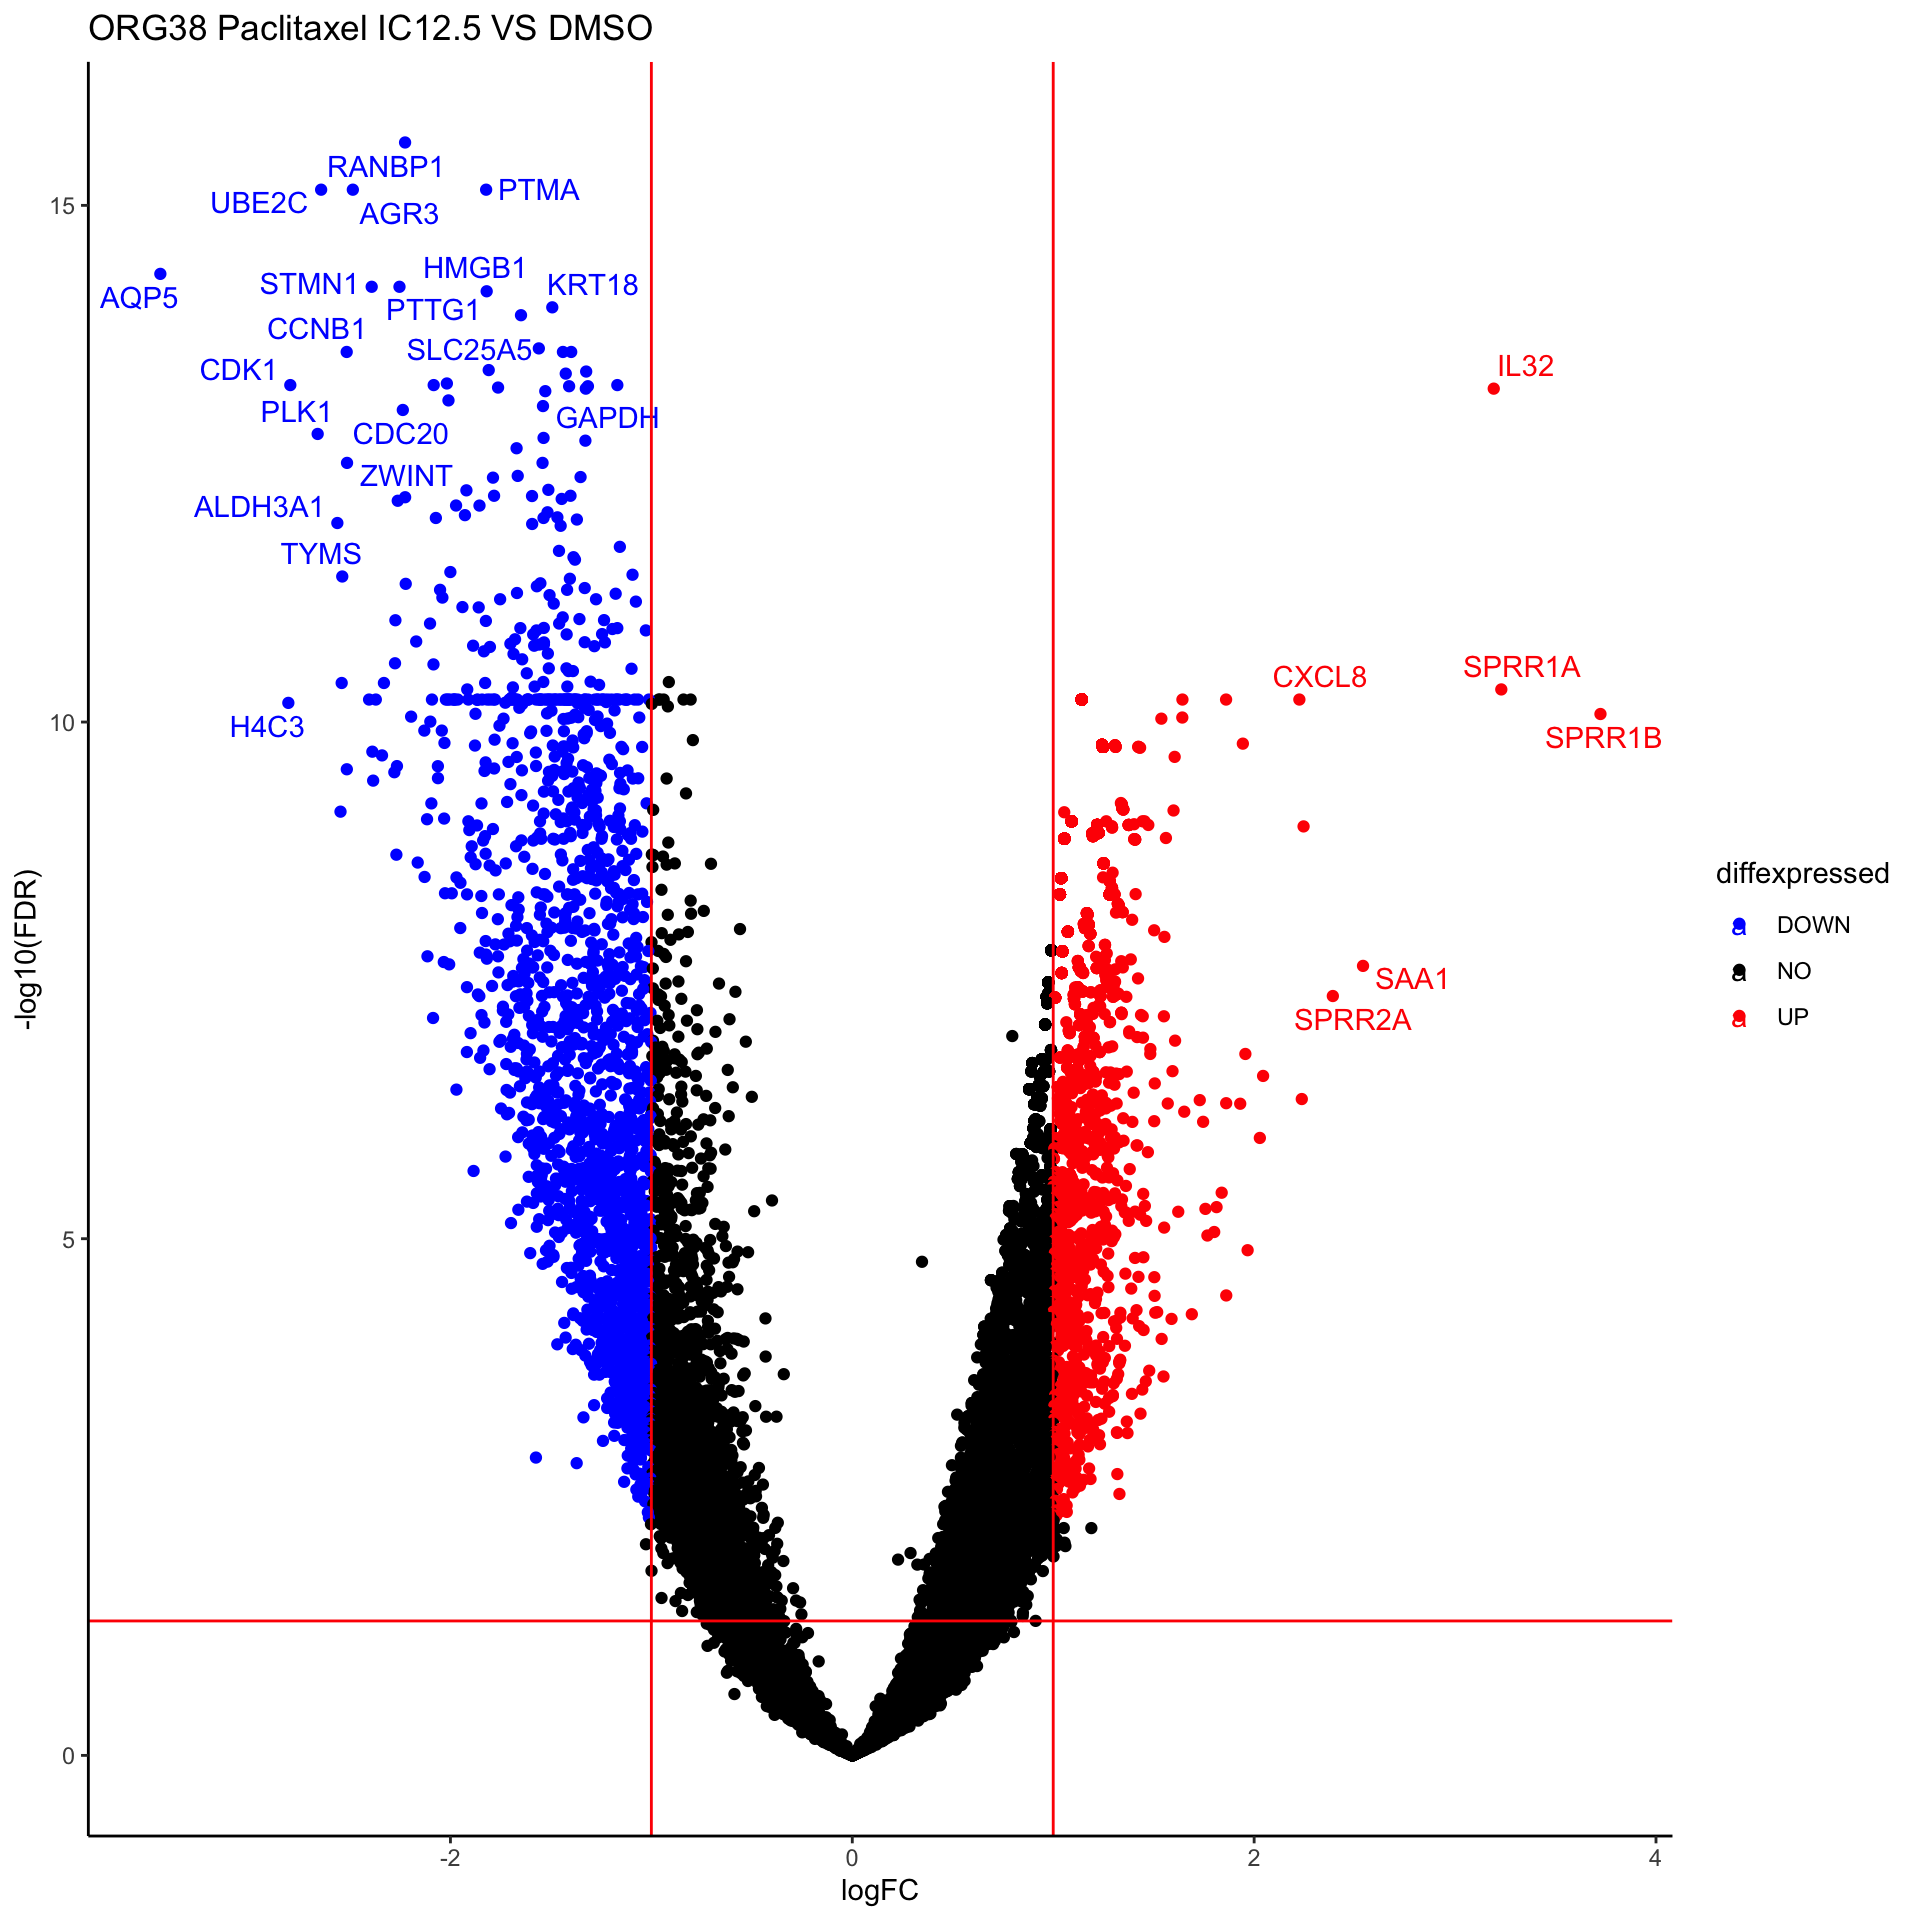 ORG38 Paclitaxel IC12.5 VS DMSO
RANBP1
UBE2C
PTMA
AGR3
15
HMGB1
STMN1
KRT18
AQP5
PTTG1
CCNB1
SLC25A5
CDK1
IL32
PLK1
GAPDH
CDC20
ZWINT
ALDH3A1
TYMS
SPRR1A
CXCL8
10
H4C3
SPRR1B
diffexpressed
a DOWN
a NO
a UP
-log10(FDR)
SAA1
SPRR2A
5
0
-2
0
2
4
logFC